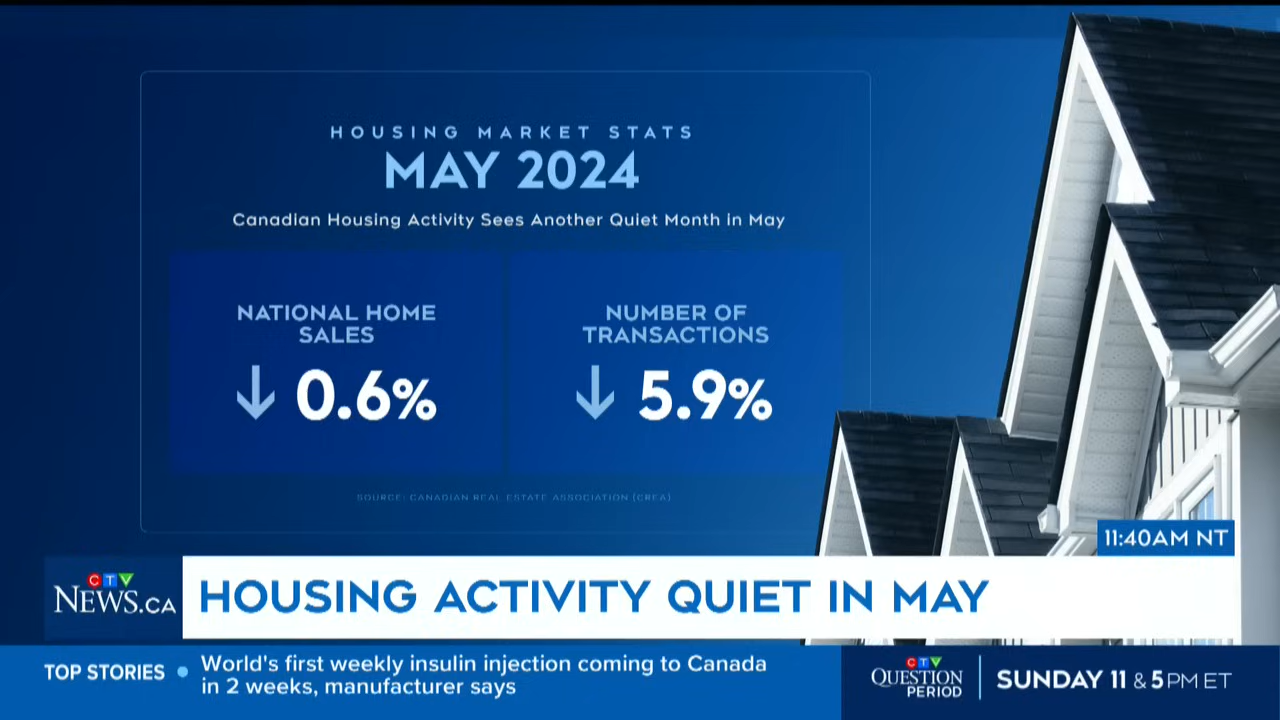 HOUSING MARKET STATS
MAY 2024
Canadian Housing Activity Sees Another Quiet Month in May
NATIONAL HOME
SALES
↓ 0.6%
NUMBER OF
TRANSACTIONS
↓ 5.9%
SOURCE: CANADIAN REAL ESTATE ASSOCIATION (CREA)
11:40AM NT
CTV
NEWS.CA
HOUSING ACTIVITY QUIET IN MAY
TOP STORIES • World's first weekly insulin injection coming to Canada
in 2 weeks, manufacturer says
CTV
QUESTION
PERIOD
SUNDAY 11 & 5PM ET